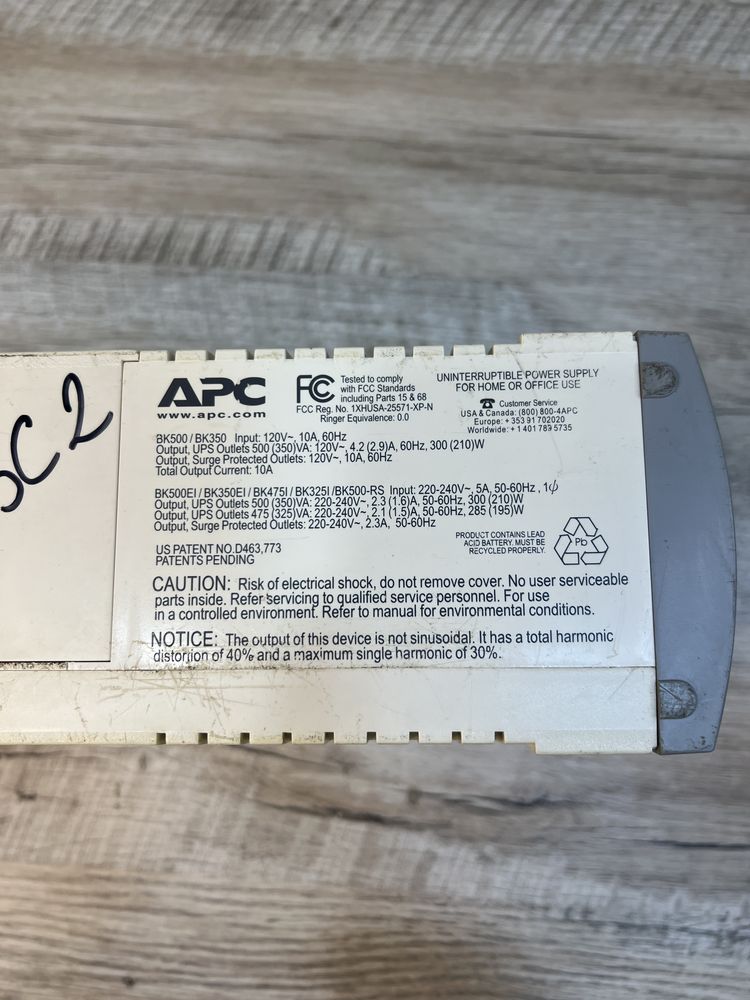 C 2
APC
www.apc.com
FC
Tested to comply
with FCC Standards
including Parts 15 & 68
FCC Reg. No. 1XHUSA-25571-XP-N
Ringer Equivalence: 0.0
UNINTERRUPTIBLE POWER SUPPLY
FOR HOME OR OFFICE USE
Customer Service
USA & Canada: (800) 800-4APC
Europe: +353 91 702020
Worldwide: +1 401 789 5735
BK500 / BK350 Input: 120V~, 10A, 60Hz
Output, UPS Outlets 500 (350)VA: 120V~, 4.2 (2.9)A, 60Hz, 300 (210)W
Output, Surge Protected Outlets: 120V~, 10A, 60Hz
Total Output Current: 10A
BK500EI / BK350EI / BK475I / BK325I /BK500-RS Input: 220-240V~, 5A, 50-60Hz, 1ψ
Output, UPS Outlets 500 (350)VA: 220-240V~, 2.3 (1.6)A, 50-60Hz, 300 (210)W
Output, UPS Outlets 475 (325)VA: 220-240V~, 2.1 (1.5)A, 50-60Hz, 285 (195)W
Output, Surge Protected Outlets: 220-240V~, 2.3A, 50-60Hz
US PATENT NO.D463,773
PATENTS PENDING
PRODUCT CONTAINS LEAD
ACID BATTERY. MUST BE
RECYCLED PROPERLY.
Pb
CAUTION: Risk of electrical shock, do not remove cover. No user serviceable
parts inside. Refer servicing to qualified service personnel. For use
in a controlled environment. Refer to manual for environmental conditions.
NOTICE: The output of this device is not sinusoidal. It has a total harmonic
distortion of 40% and a maximum single harmonic of 30%.